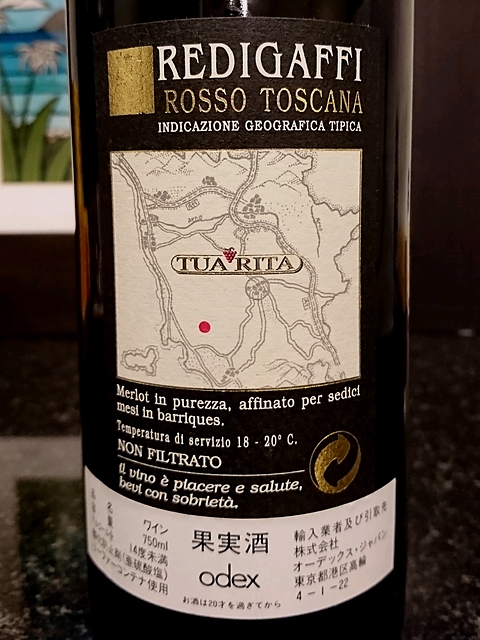 REDIGAFFI
ROSSO TOSCANA
INDICAZIONE GEOGRAFICA TIPICA
TUA RITA
Merlot in purezza, affinato per sedici
mesi in barriques.
Temperatura di servizio 18 - 20° C.
NON FILTRATO
il vino è piacere e salute,
bevi con sobrietà.
ワイン
750ml
14度未満
果実酒
odex
お酒は20才を過ぎてから
輸入業者及び引取先
株式会社
オーデックス・ジャパン
東京都港区高輪
4－1－22